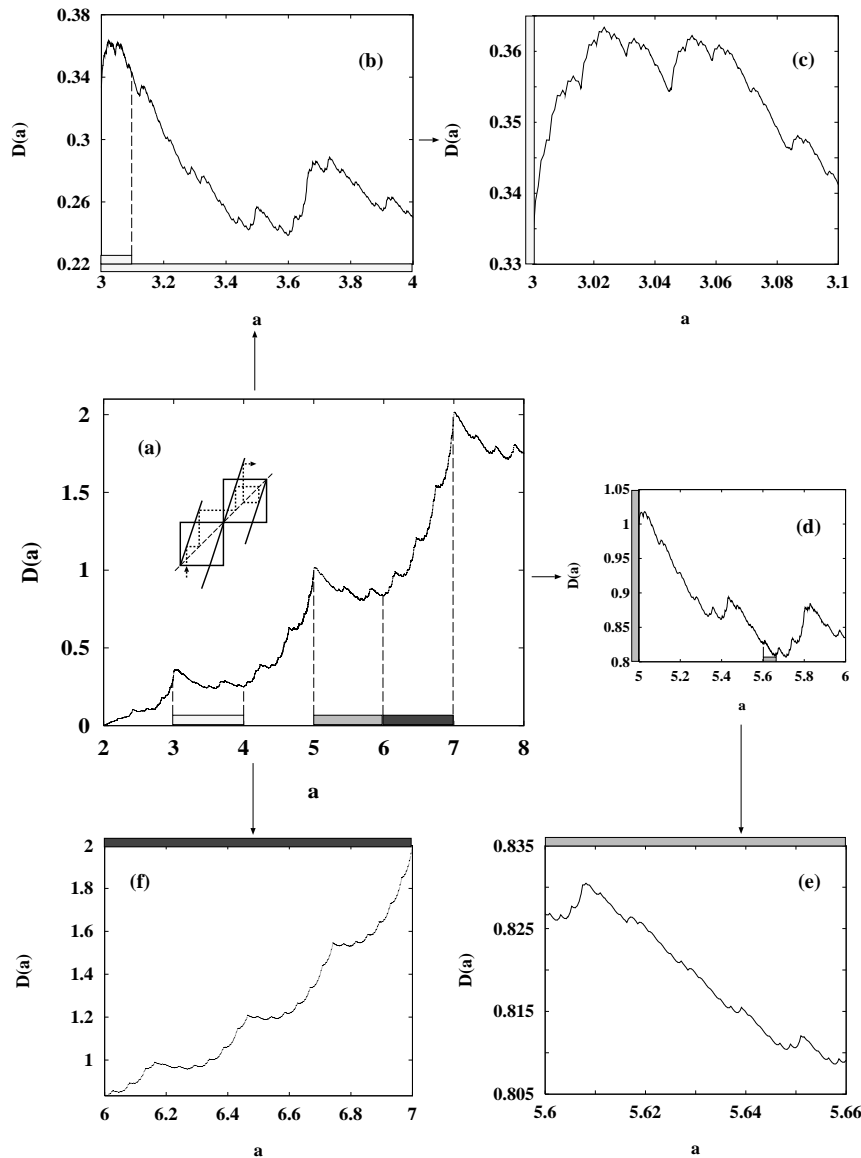 (b)
D(a)
0.38
0.34
0.3
0.26
0.22
3 3.2 3.4 3.6 3.8 4
a
(c)
D(a)
0.36
0.35
0.34
0.33
3 3.02 3.04 3.06 3.08 3.1
a
(a)
D(a)
2
1.5
1
0.5
0
2 3 4 5 6 7 8
a
(d)
D(a)
1.05
1
0.95
0.9
0.85
0.8
5 5.2 5.4 5.6 5.8 6
a
(f)
D(a)
2
1.8
1.6
1.4
1.2
1
6 6.2 6.4 6.6 6.8 7
a
(e)
D(a)
0.835
0.825
0.815
0.805
5.6 5.62 5.64 5.66
a